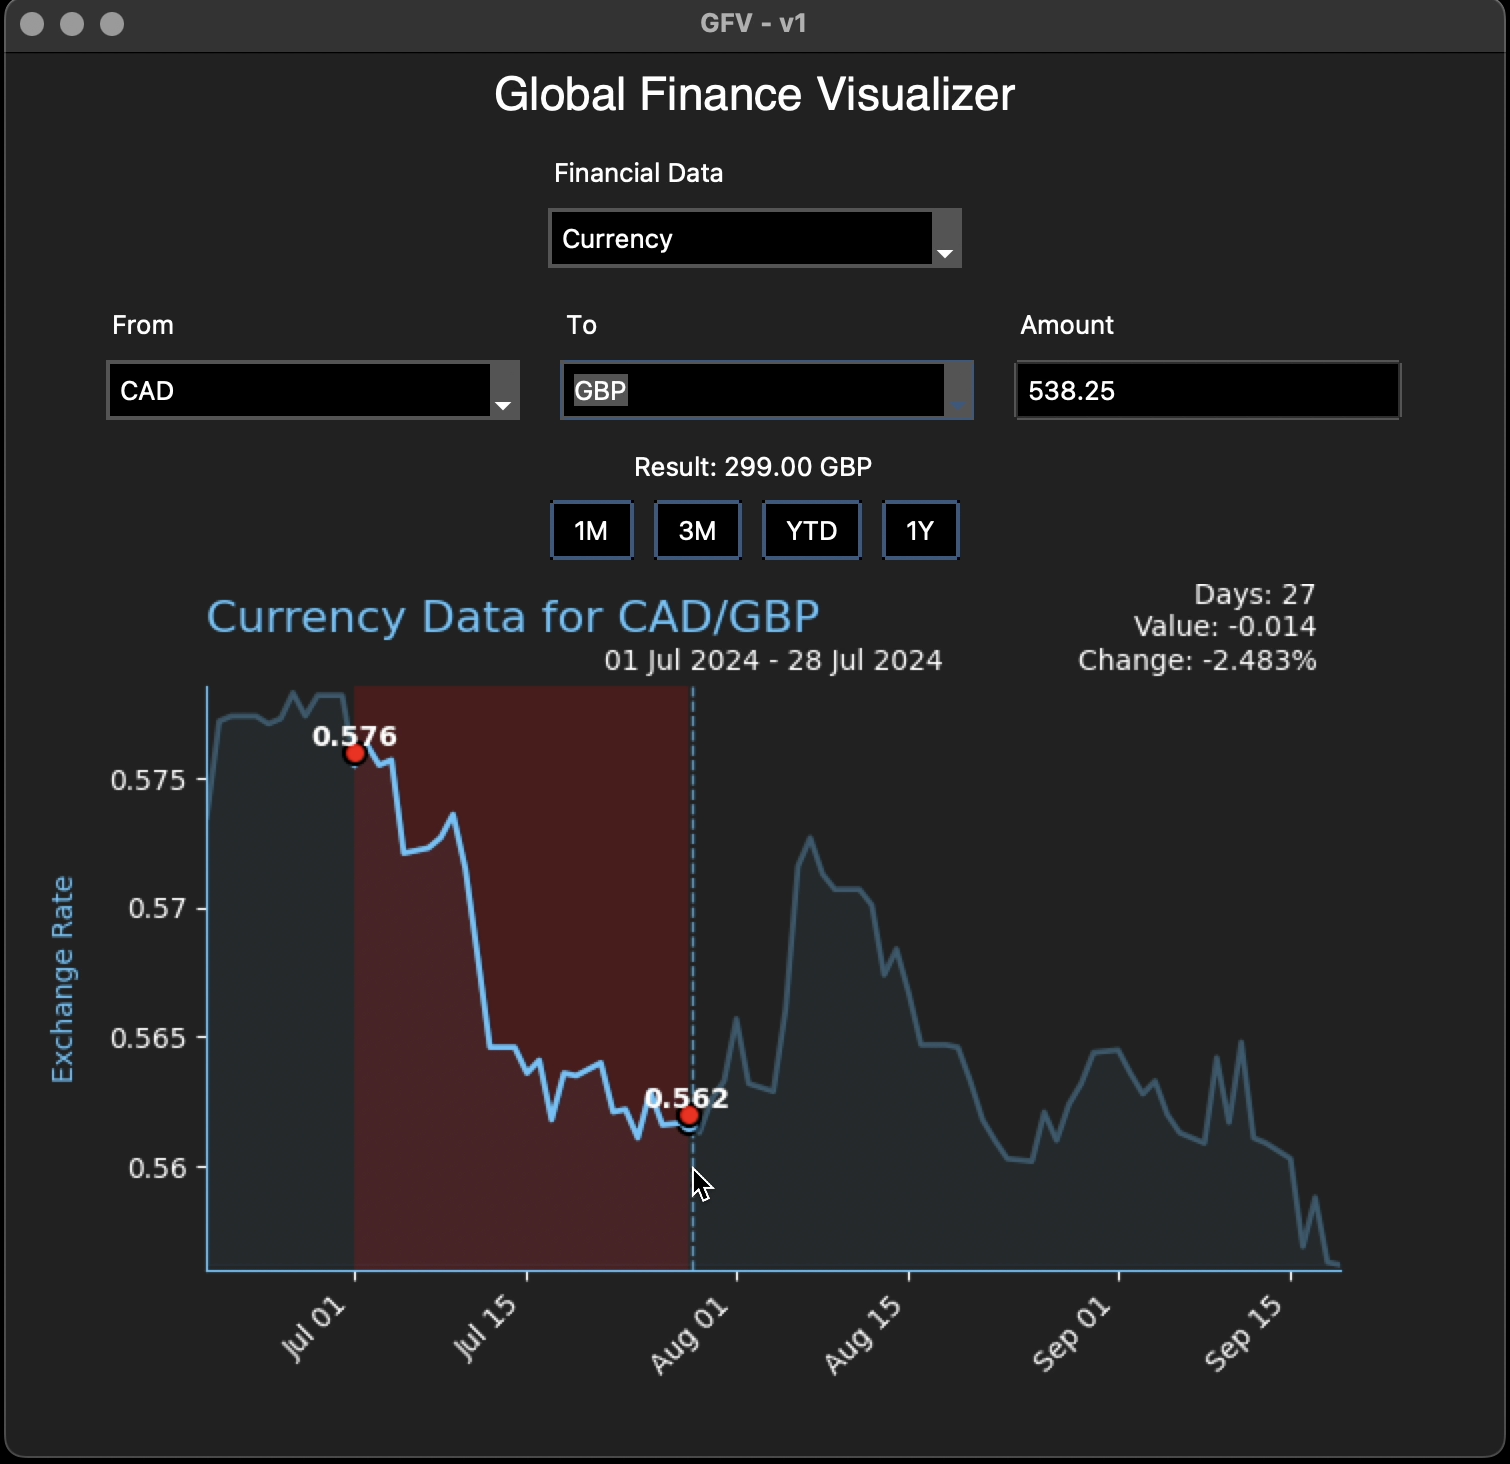 GFV - v1
Global Finance Visualizer
Financial Data
Currency
From
To
Amount
CAD
GBP
538.25
Result: 299.00 GBP
1M
3M
YTD
1Y
Currency Data for CAD/GBP
01 Jul 2024 - 28 Jul 2024
Days: 27
Value: -0.014
Change: -2.483%
0.576
0.562
Exchange Rate
0.575
0.57
0.565
0.56
Jul 01
Jul 15
Aug 01
Aug 15
Sep 01
Sep 15